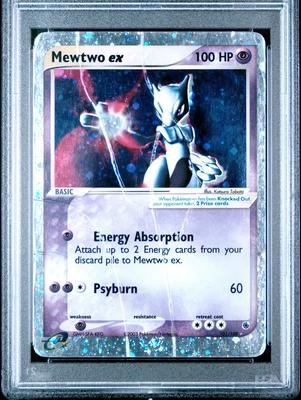 Mewtwo ex 100 HP
BASIC
Illus. Katsura Tabata
When Pokémon-ex has been Knocked Out
your opponent takes 2 Prize cards.
Energy Absorption
Attach up to 2 Energy cards from your
discard pile to Mewtwo ex.
Psyburn 60
weakness resistance retreat cost